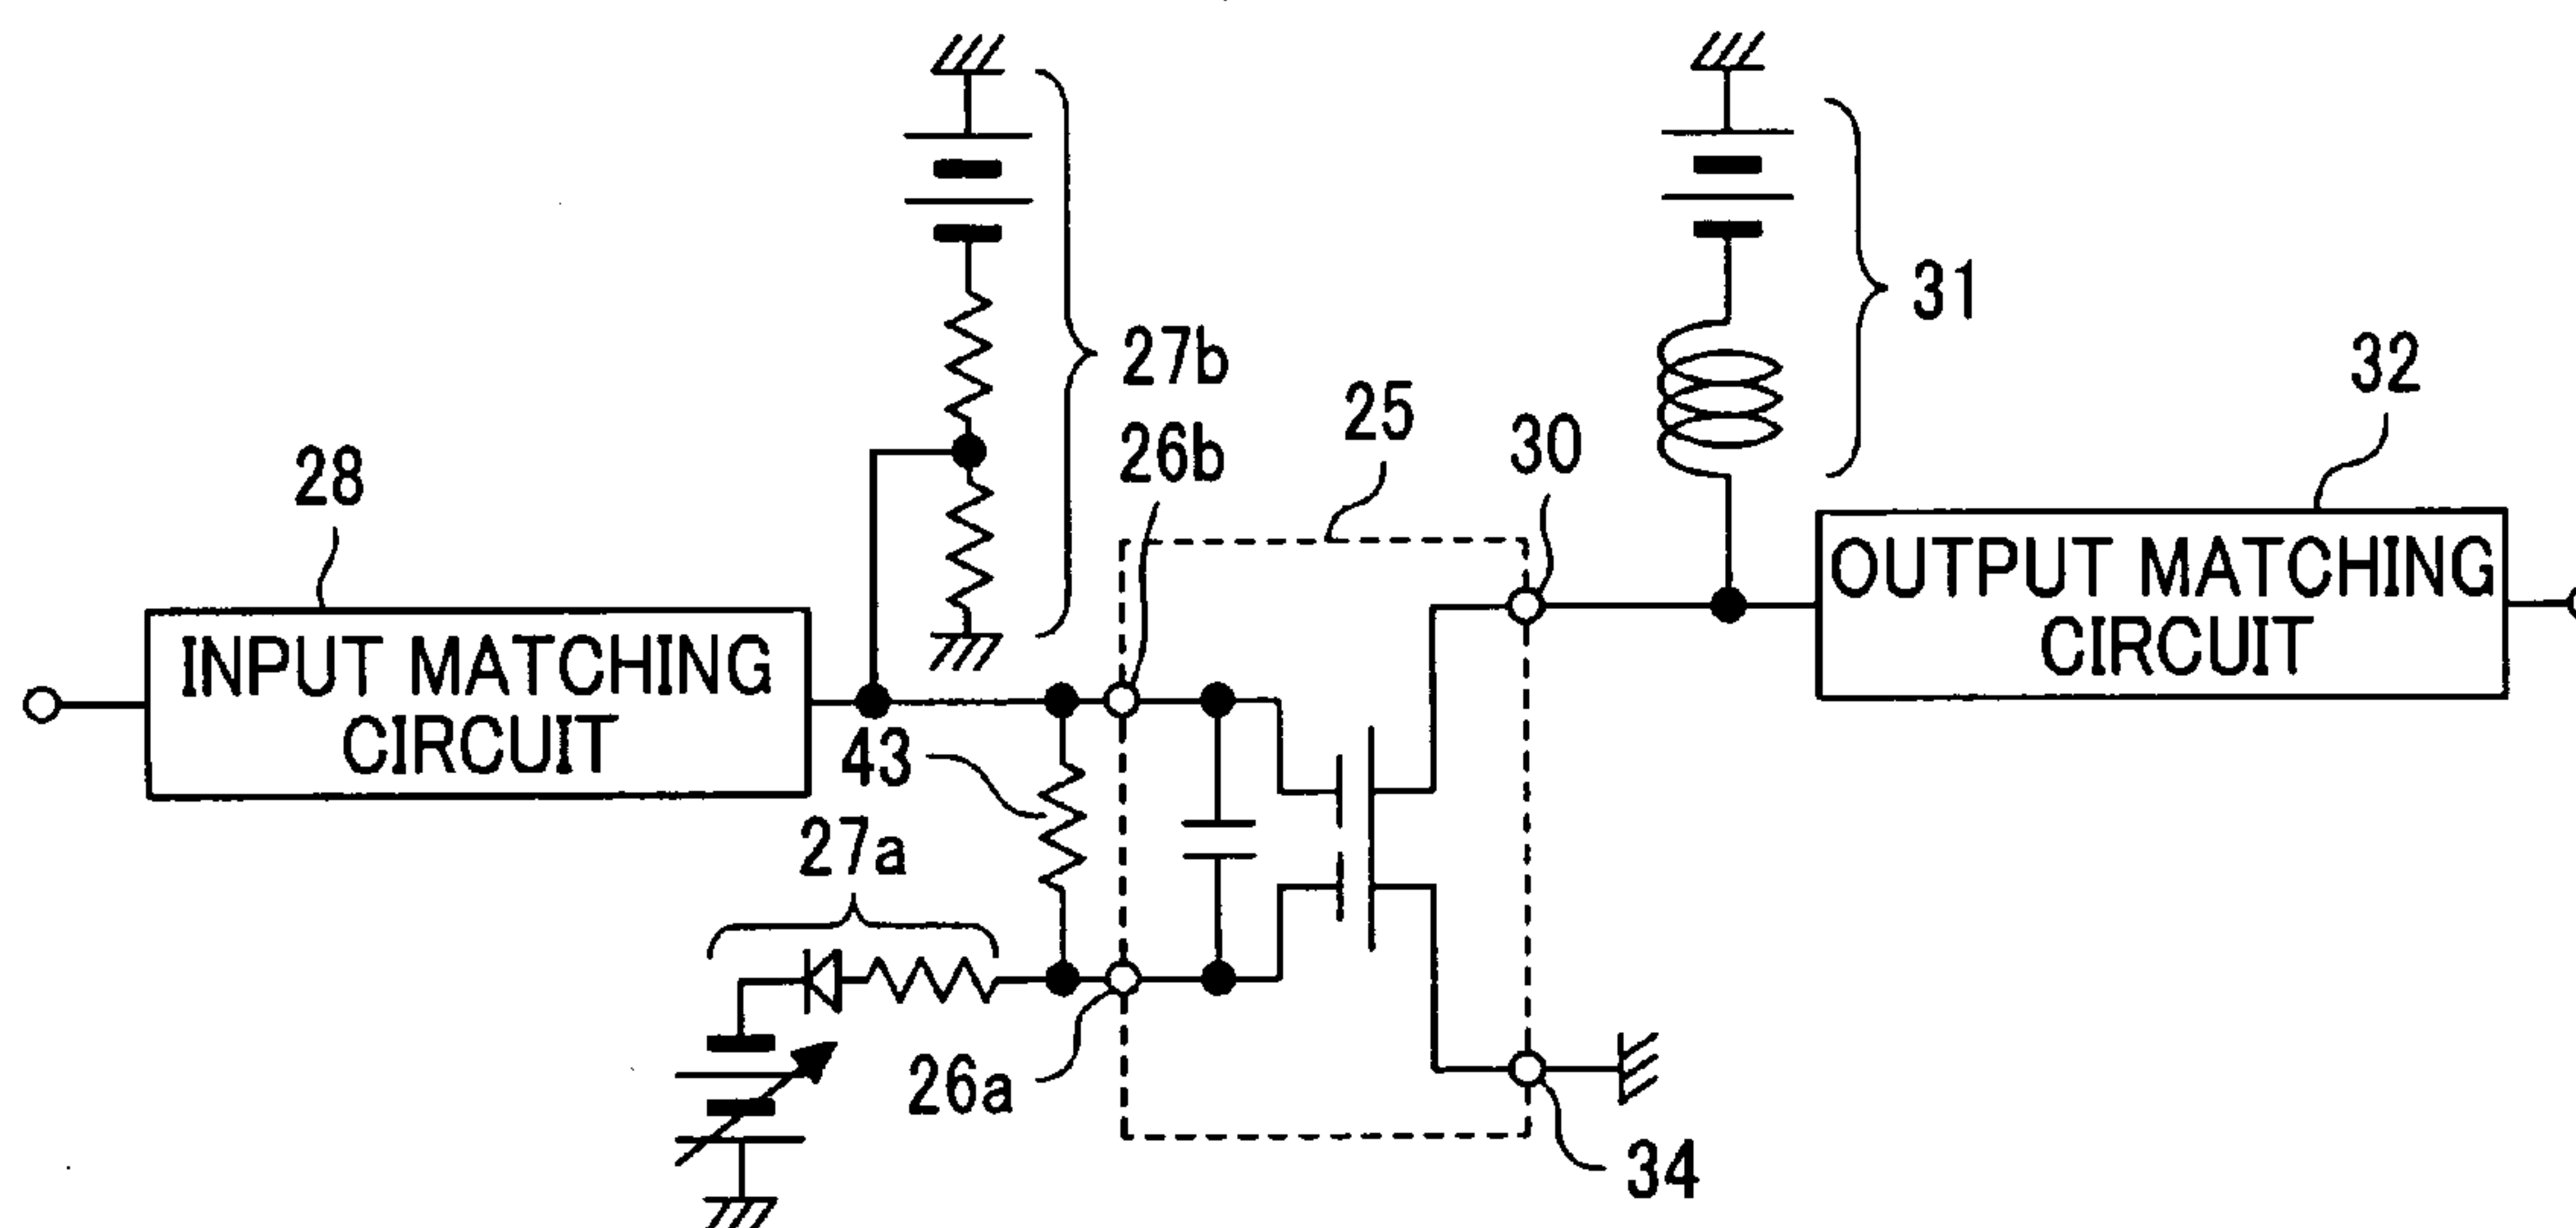 31
27b
32
25
26b
30
28
OUTPUT MATCHING
CIRCUIT
INPUT MATCHING
CIRCUIT
43
27a
26a
34